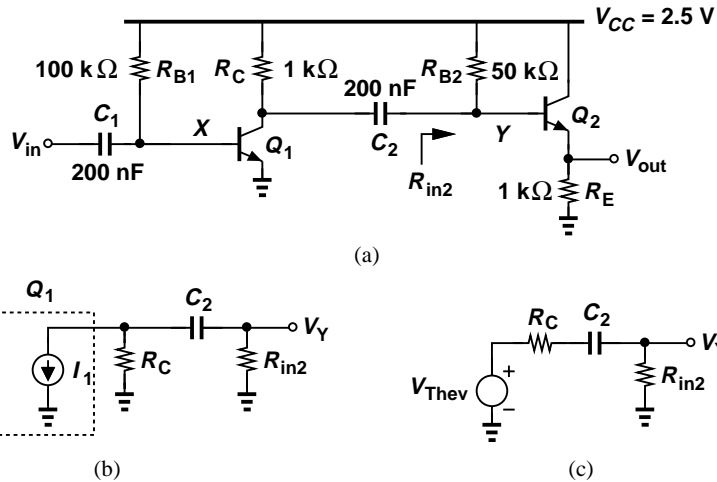 V_CC = 2.5 V
100 kΩ R_B1 R_C 1 kΩ 200 nF R_B2 50 kΩ
V_in C_1 X Q_1 C_2 Y Q_2
200 nF R_in2 V_out
1 kΩ R_E
(a)
Q_1 C_2 V_Y
I_1 R_C R_in2
(b)
R_C C_2
V_Thev + − R_in2
(c)